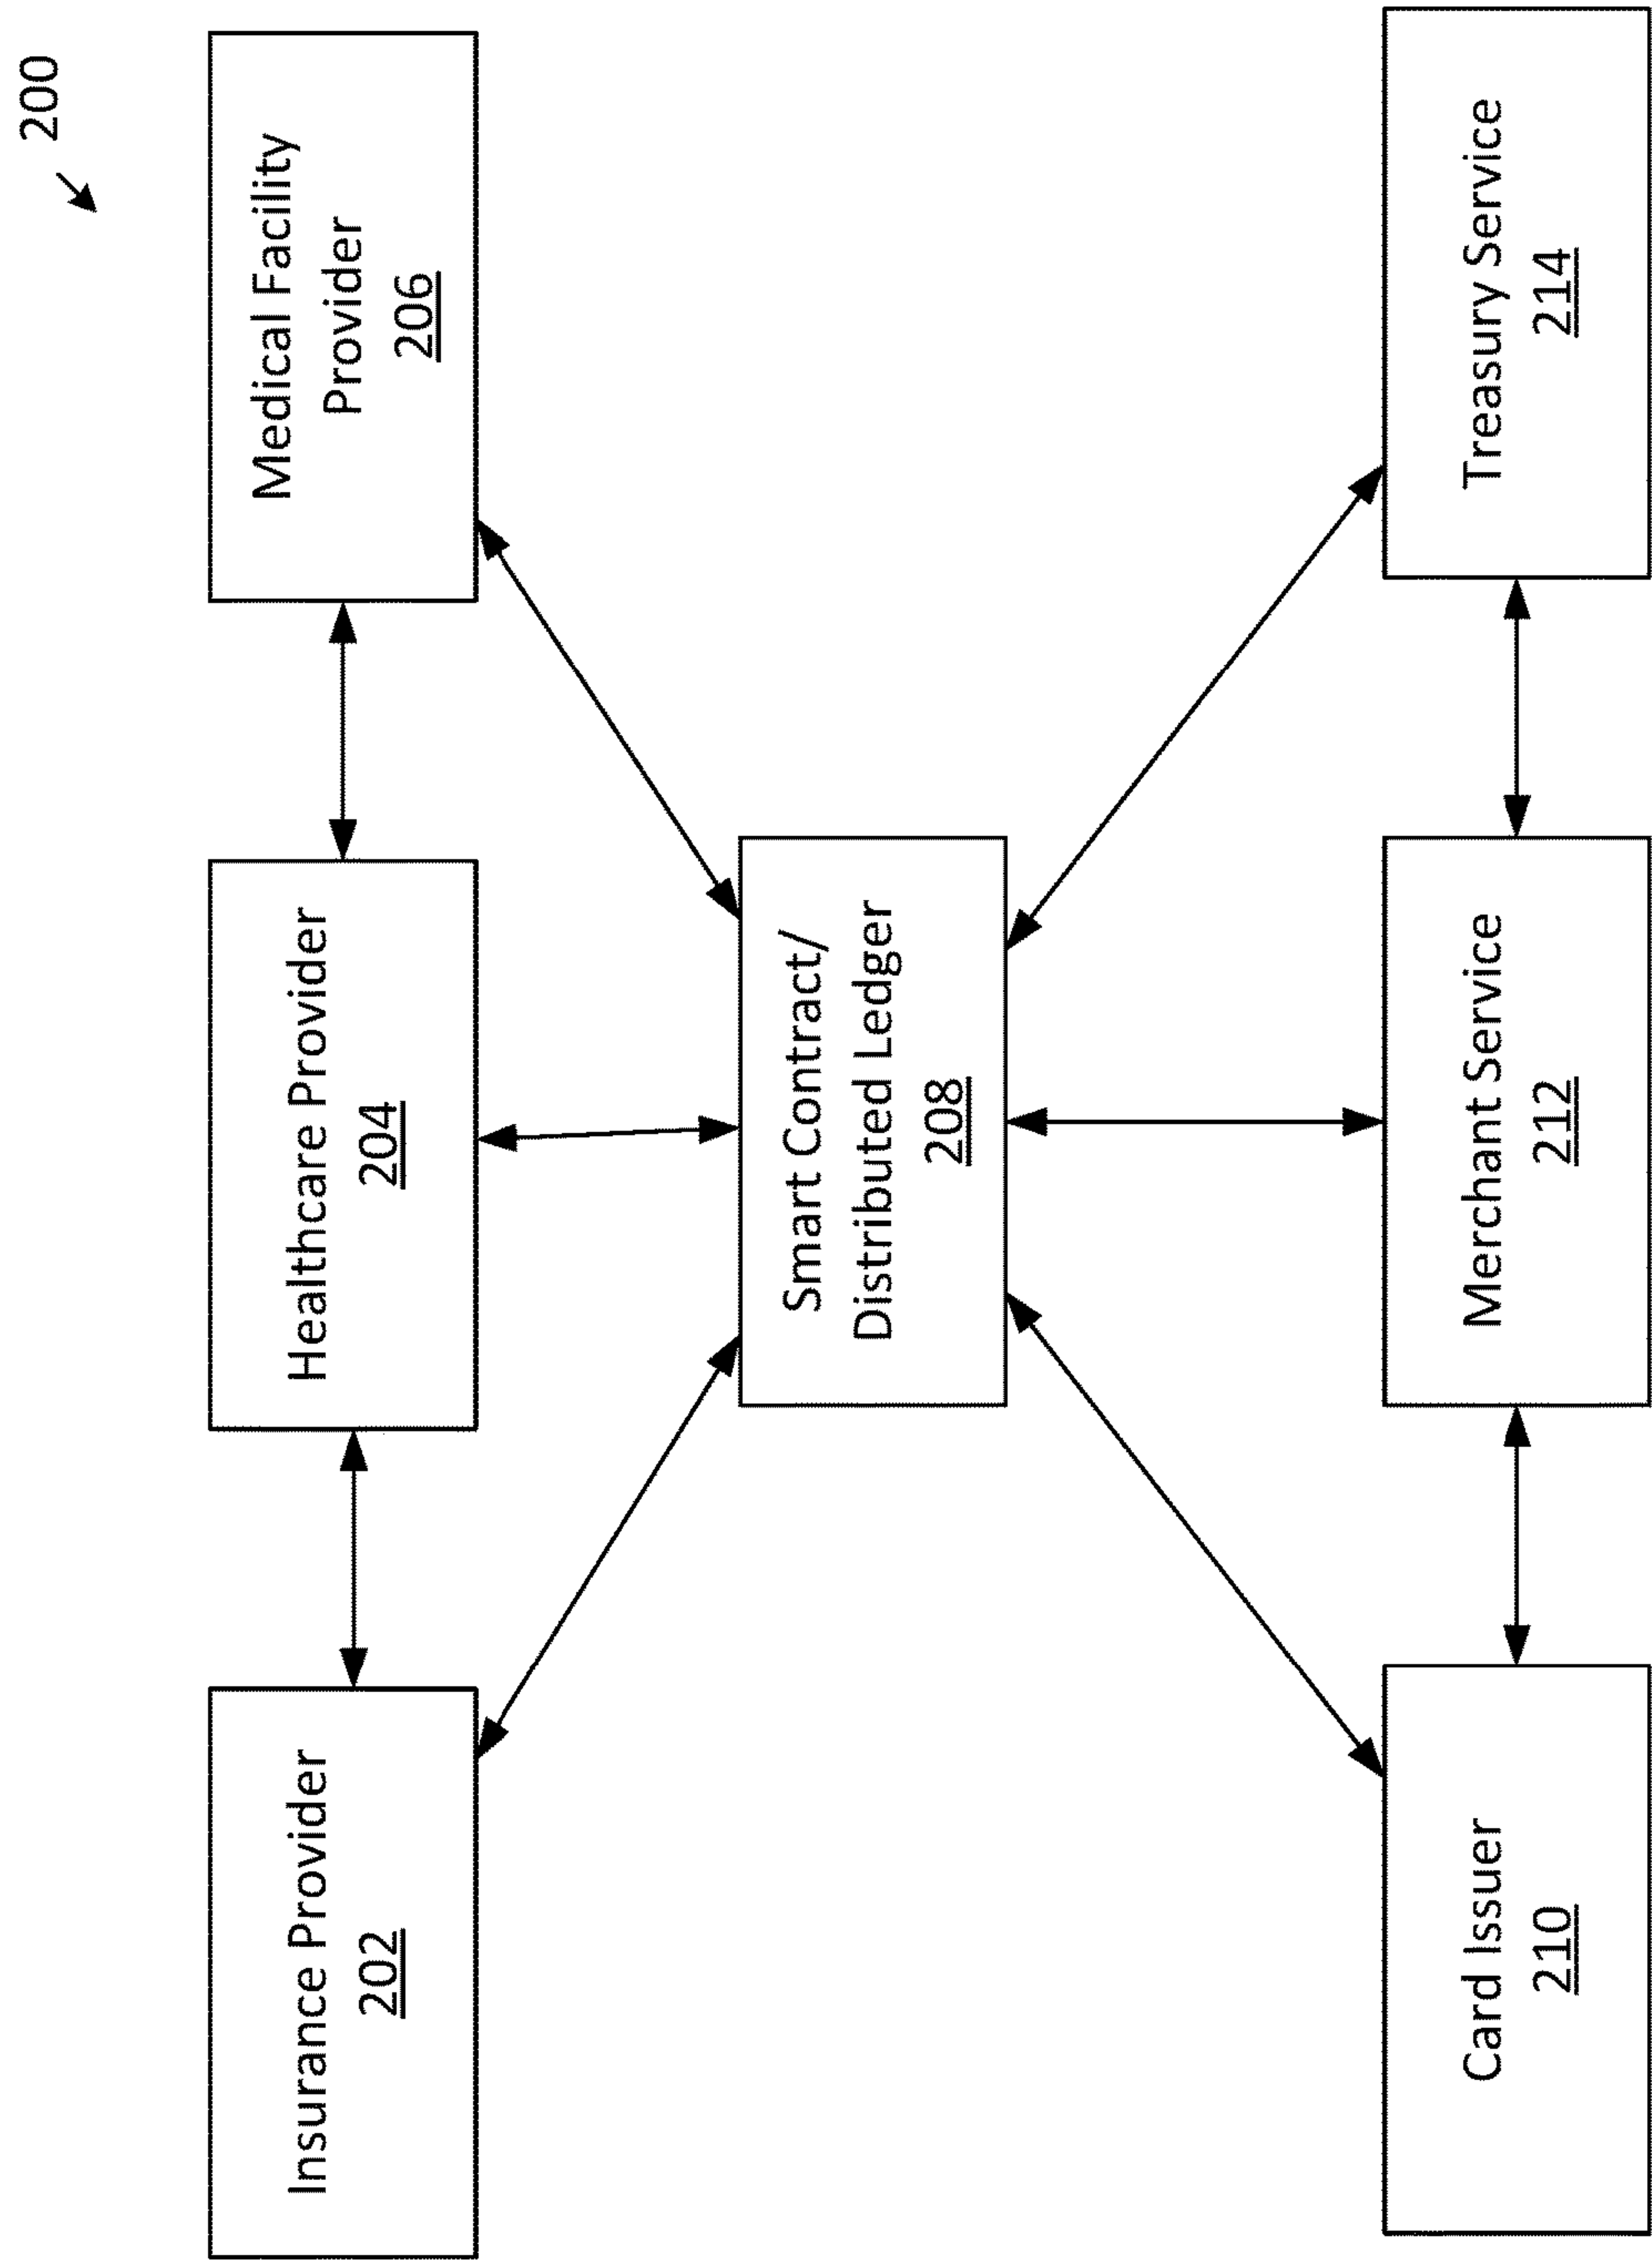 200
Insurance Provider
202
Healthcare Provider
204
Medical Facility
Provider
206
Smart Contract/
Distributed Ledger
208
Card Issuer
210
Merchant Service
212
Treasury Service
214